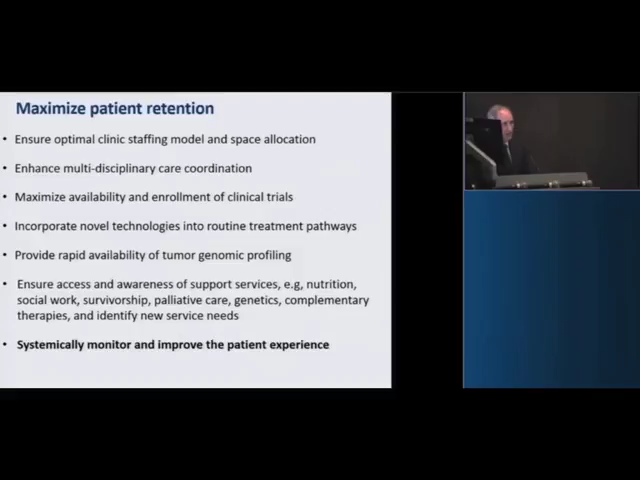 Maximize patient retention
• Ensure optimal clinic staffing model and space allocation
• Enhance multi-disciplinary care coordination
• Maximize availability and enrollment of clinical trials
• Incorporate novel technologies into routine treatment pathways
• Provide rapid availability of tumor genomic profiling
• Ensure access and awareness of support services, e.g, nutrition,
social work, survivorship, palliative care, genetics, complementary
therapies, and identify new service needs
• Systemically monitor and improve the patient experience